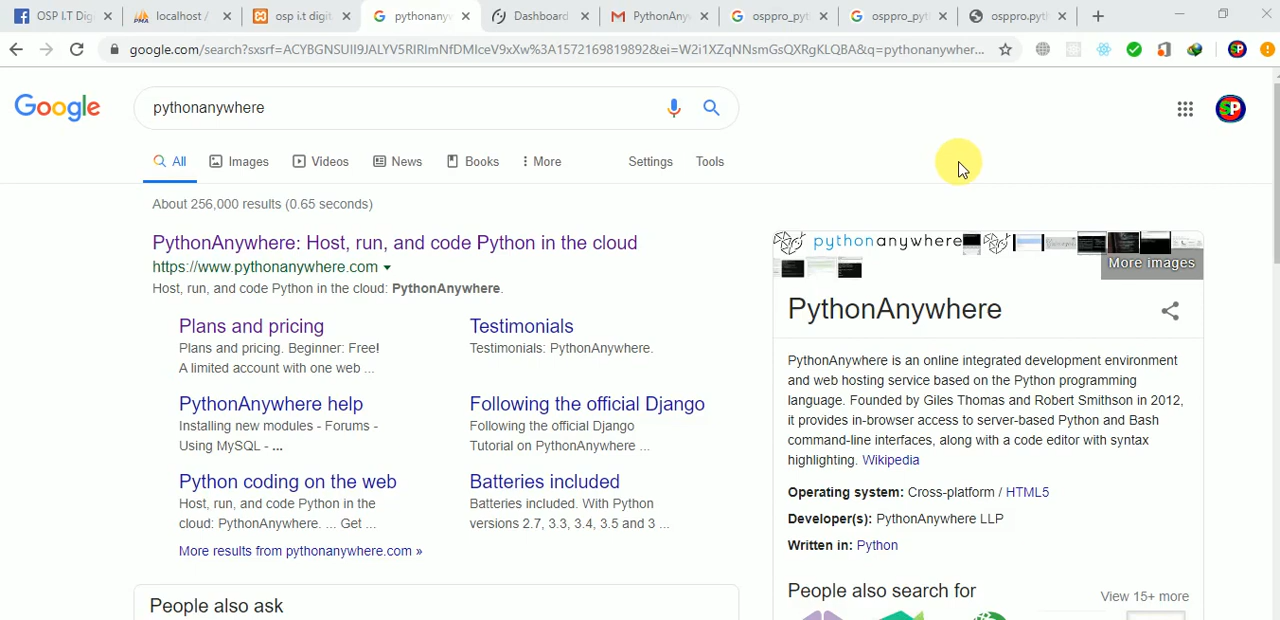 OSP I.T Digi
localhost /
osp i.t digit
pythonanyw
Dashboard
PythonAny
osppro_pyt
osppro_pyth
osppro.pyth
google.com/search?sxsrf=ACYBGNSUII9JALYV5RIRImNfDMIceV9xXw%3A1572169819892&ei=W2i1XZqNNsmGsQXRgKLQBA&q=pythonanywher...
SP
Google
pythonanywhere
SP
All
Images
Videos
News
Books
More
Settings
Tools
About 256,000 results (0.65 seconds)
PythonAnywhere: Host, run, and code Python in the cloud
https://www.pythonanywhere.com
Host, run, and code Python in the cloud: PythonAnywhere.
Plans and pricing
Plans and pricing. Beginner: Free!
A limited account with one web ...
Testimonials
Testimonials: PythonAnywhere.
PythonAnywhere help
Installing new modules - Forums -
Using MySQL - ...
Following the official Django
Following the official Django
Tutorial on PythonAnywhere ...
Python coding on the web
Host, run, and code Python in the
cloud: PythonAnywhere. ... Get ...
Batteries included
Batteries included. With Python
versions 2.7, 3.3, 3.4, 3.5 and 3 ...
More results from pythonanywhere.com »
People also ask
pythonanywhere
More images
PythonAnywhere
PythonAnywhere is an online integrated development environment
and web hosting service based on the Python programming
language. Founded by Giles Thomas and Robert Smithson in 2012,
it provides in-browser access to server-based Python and Bash
command-line interfaces, along with a code editor with syntax
highlighting. Wikipedia
Operating system: Cross-platform / HTML5
Developer(s): PythonAnywhere LLP
Written in: Python
People also search for
View 15+ more